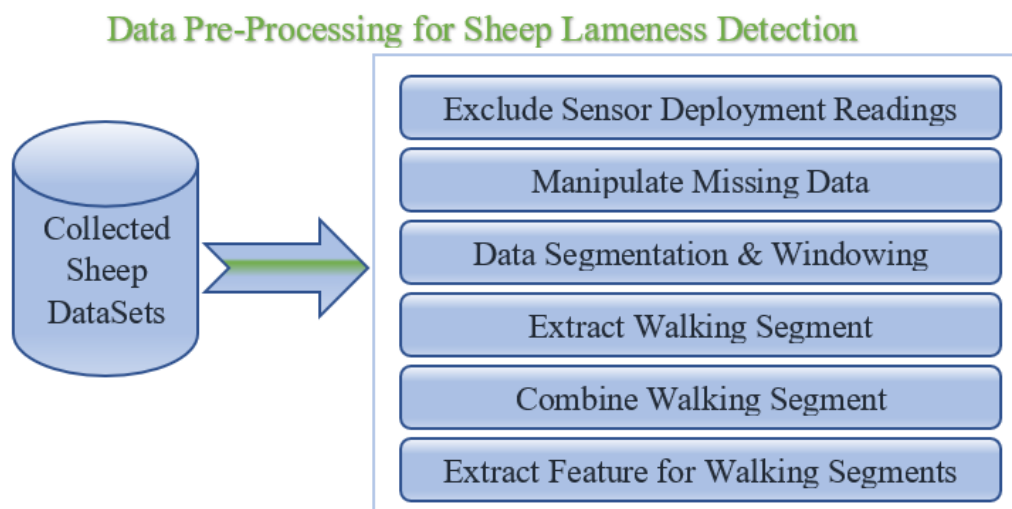 Data Pre-Processing for Sheep Lameness Detection
Collected
Sheep
DataSets
Exclude Sensor Deployment Readings
Manipulate Missing Data
Data Segmentation & Windowing
Extract Walking Segment
Combine Walking Segment
Extract Feature for Walking Segments